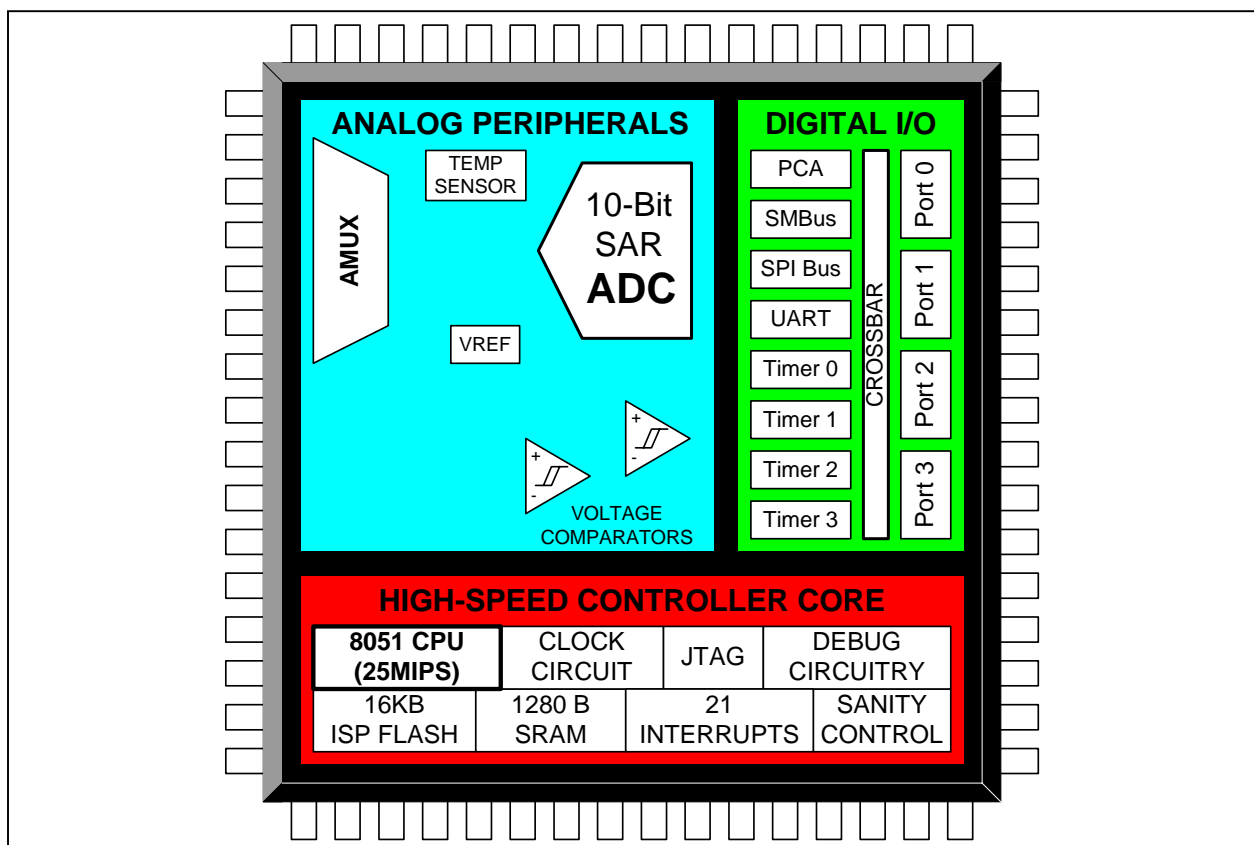 ANALOG PERIPHERALS
AMUX
TEMP
SENSOR
10-Bit
SAR
ADC
VREF
+
-
+
-
VOLTAGE
COMPARATORS
DIGITAL I/O
PCA
SMBus
SPI Bus
UART
Timer 0
Timer 1
Timer 2
Timer 3
CROSSBAR
Port 0
Port 1
Port 2
Port 3
HIGH-SPEED CONTROLLER CORE
8051 CPU
(25MIPS)
CLOCK
CIRCUIT
JTAG
DEBUG
CIRCUITRY
16KB
ISP FLASH
1280 B
SRAM
21
INTERRUPTS
SANITY
CONTROL